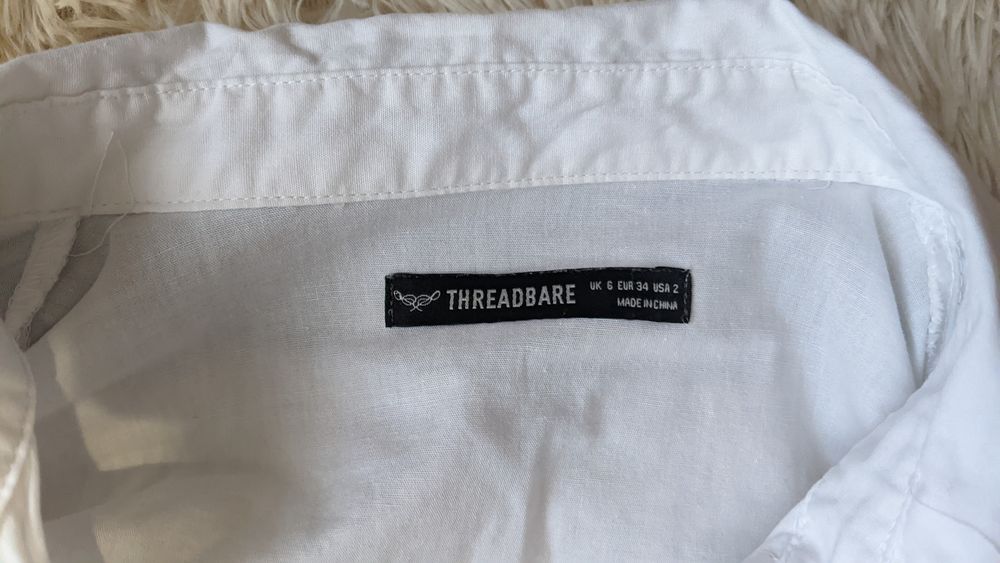 THREADBARE
UK 6 EUR 34 USA 2
MADE IN CHINA